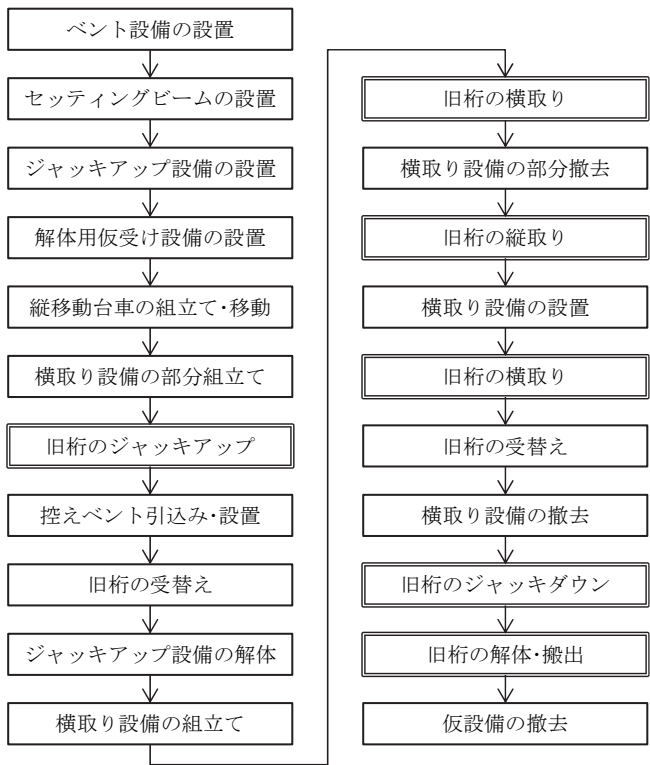 ベント設備の設置
セッティングビームの設置
ジャッキアップ設備の設置
解体用仮受け設備の設置
縦移動台車の組立て･移動
横取り設備の部分組立て
旧桁のジャッキアップ
控えベント引込み･設置
旧桁の受替え
ジャッキアップ設備の解体
横取り設備の組立て
旧桁の横取り
横取り設備の部分撤去
旧桁の縦取り
横取り設備の設置
旧桁の横取り
旧桁の受替え
横取り設備の撤去
旧桁のジャッキダウン
旧桁の解体･搬出
仮設備の撤去